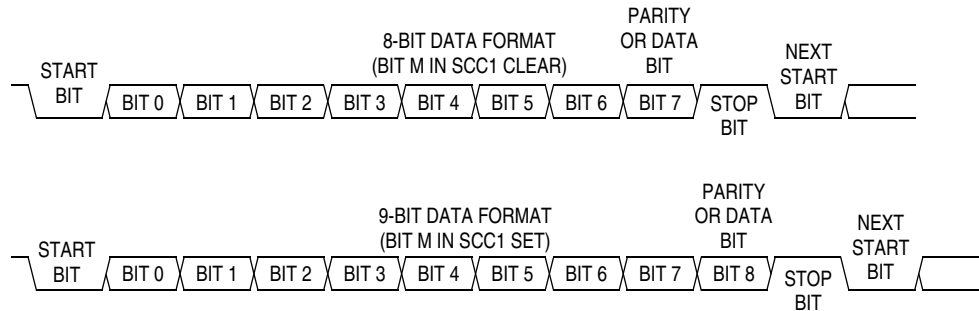 PARITY
OR DATA
BIT
8-BIT DATA FORMAT
(BIT M IN SCC1 CLEAR)
NEXT
START
BIT
START
BIT
BIT 0 BIT 1 BIT 2 BIT 3 BIT 4 BIT 5 BIT 6 BIT 7
STOP
BIT
PARITY
OR DATA
BIT
9-BIT DATA FORMAT
(BIT M IN SCC1 SET)
NEXT
START
BIT
START
BIT
BIT 0 BIT 1 BIT 2 BIT 3 BIT 4 BIT 5 BIT 6 BIT 7 BIT 8
STOP
BIT